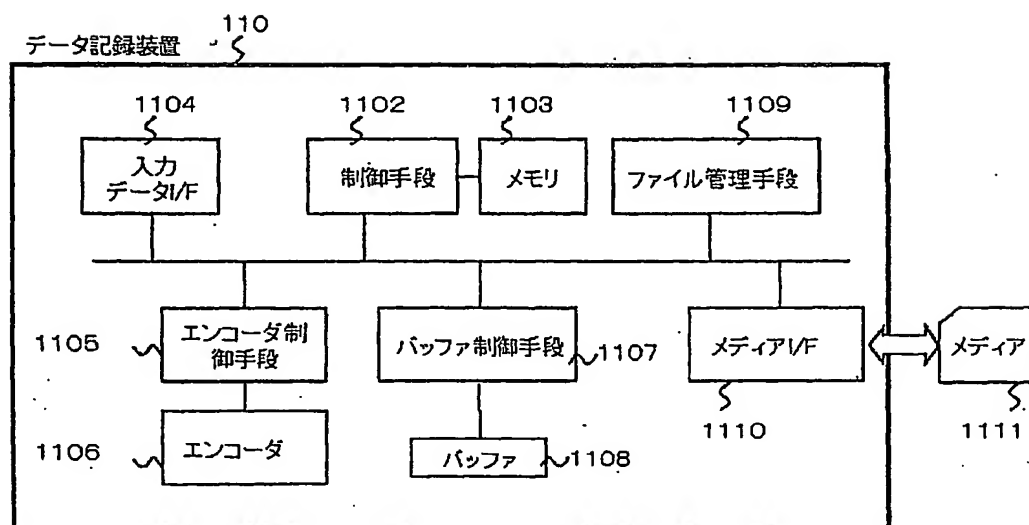 110
データ記録装置
1104
1102
1103
1109
入力
データI/F
制御手段
メモリ
ファイル管理手段
1105
エンコーダ制
御手段
バッファ制御手段
1107
メディアI/F
メディア
1110
1111
1106
エンコーダ
バッファ
1108